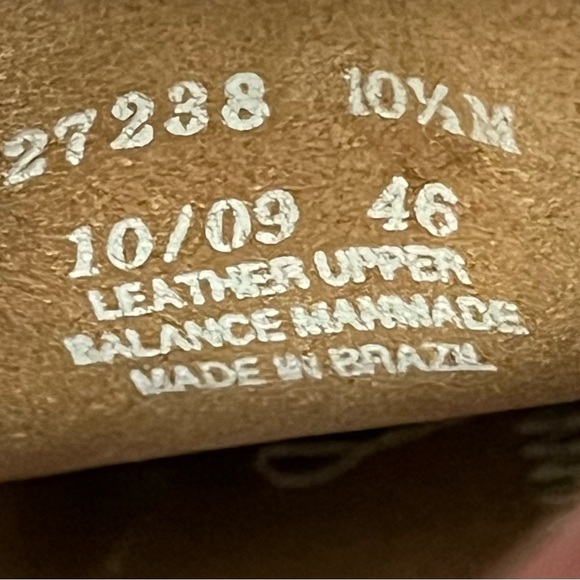 27238 10½M
10/09 46
LEATHER UPPER
BALANCE MANMADE
MADE IN BRAZIL